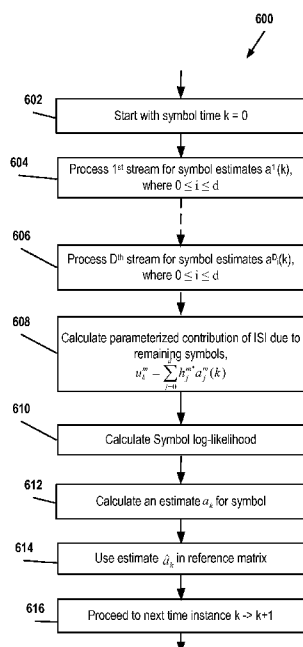 600
602
Start with symbol time k = 0
604
Process 1st stream for symbol estimates a¹ᵢ(k),
where 0 ≤ i ≤ d
606
Process Dth stream for symbol estimates aᴰᵢ(k),
where 0 ≤ i ≤ d
608
Calculate parameterized contribution of ISI due to
remaining symbols,
610
Calculate Symbol log-likelihood
612
Calculate an estimate aₖ for symbol
614
Use estimate âₖ in reference matrix
616
Proceed to next time instance k -> k+1